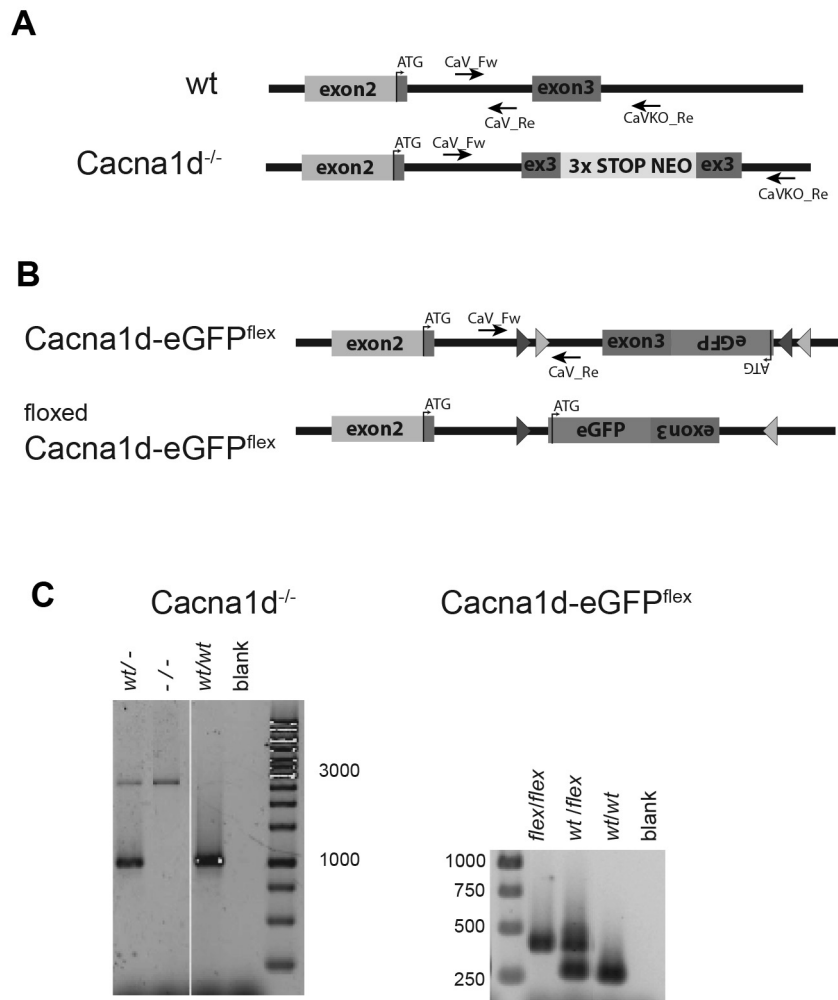 A
wt
exon2
ATG
CaV_Fw
CaV_Re
exon3
CaVKO_Re
Cacna1d-/-
exon2
ATG
CaV_Fw
ex3
3x STOP NEO
ex3
CaVKO_Re
B
Cacna1d-eGFPflex
exon2
ATG
CaV_Fw
CaV_Re
exon3
eGFP
ATG
floxed
Cacna1d-eGFPflex
exon2
ATG
ATG
eGFP
exon3
C
Cacna1d-/-
wt/-
-/-
wt/wt
blank
3000
1000
Cacna1d-eGFPflex
flex/flex
wt/flex
wt/wt
blank
1000
750
500
250